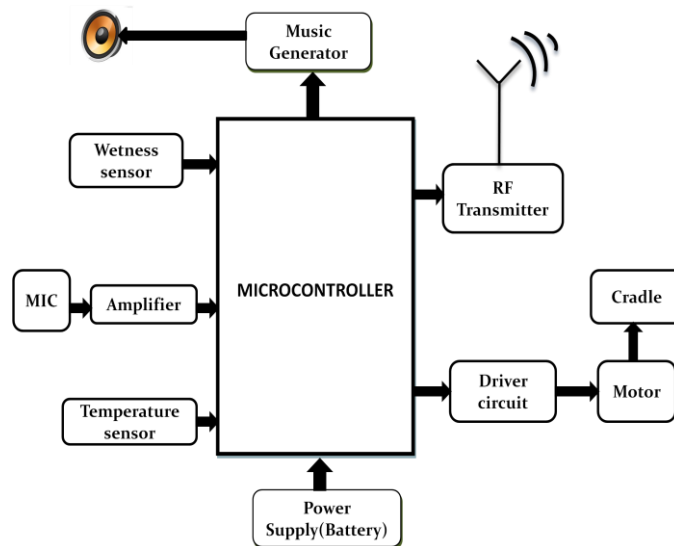 Music
Generator
Wetness
sensor
RF
Transmitter
MICROCONTROLLER
MIC
Amplifier
Cradle
Driver
circuit
Motor
Temperature
sensor
Power
Supply(Battery)